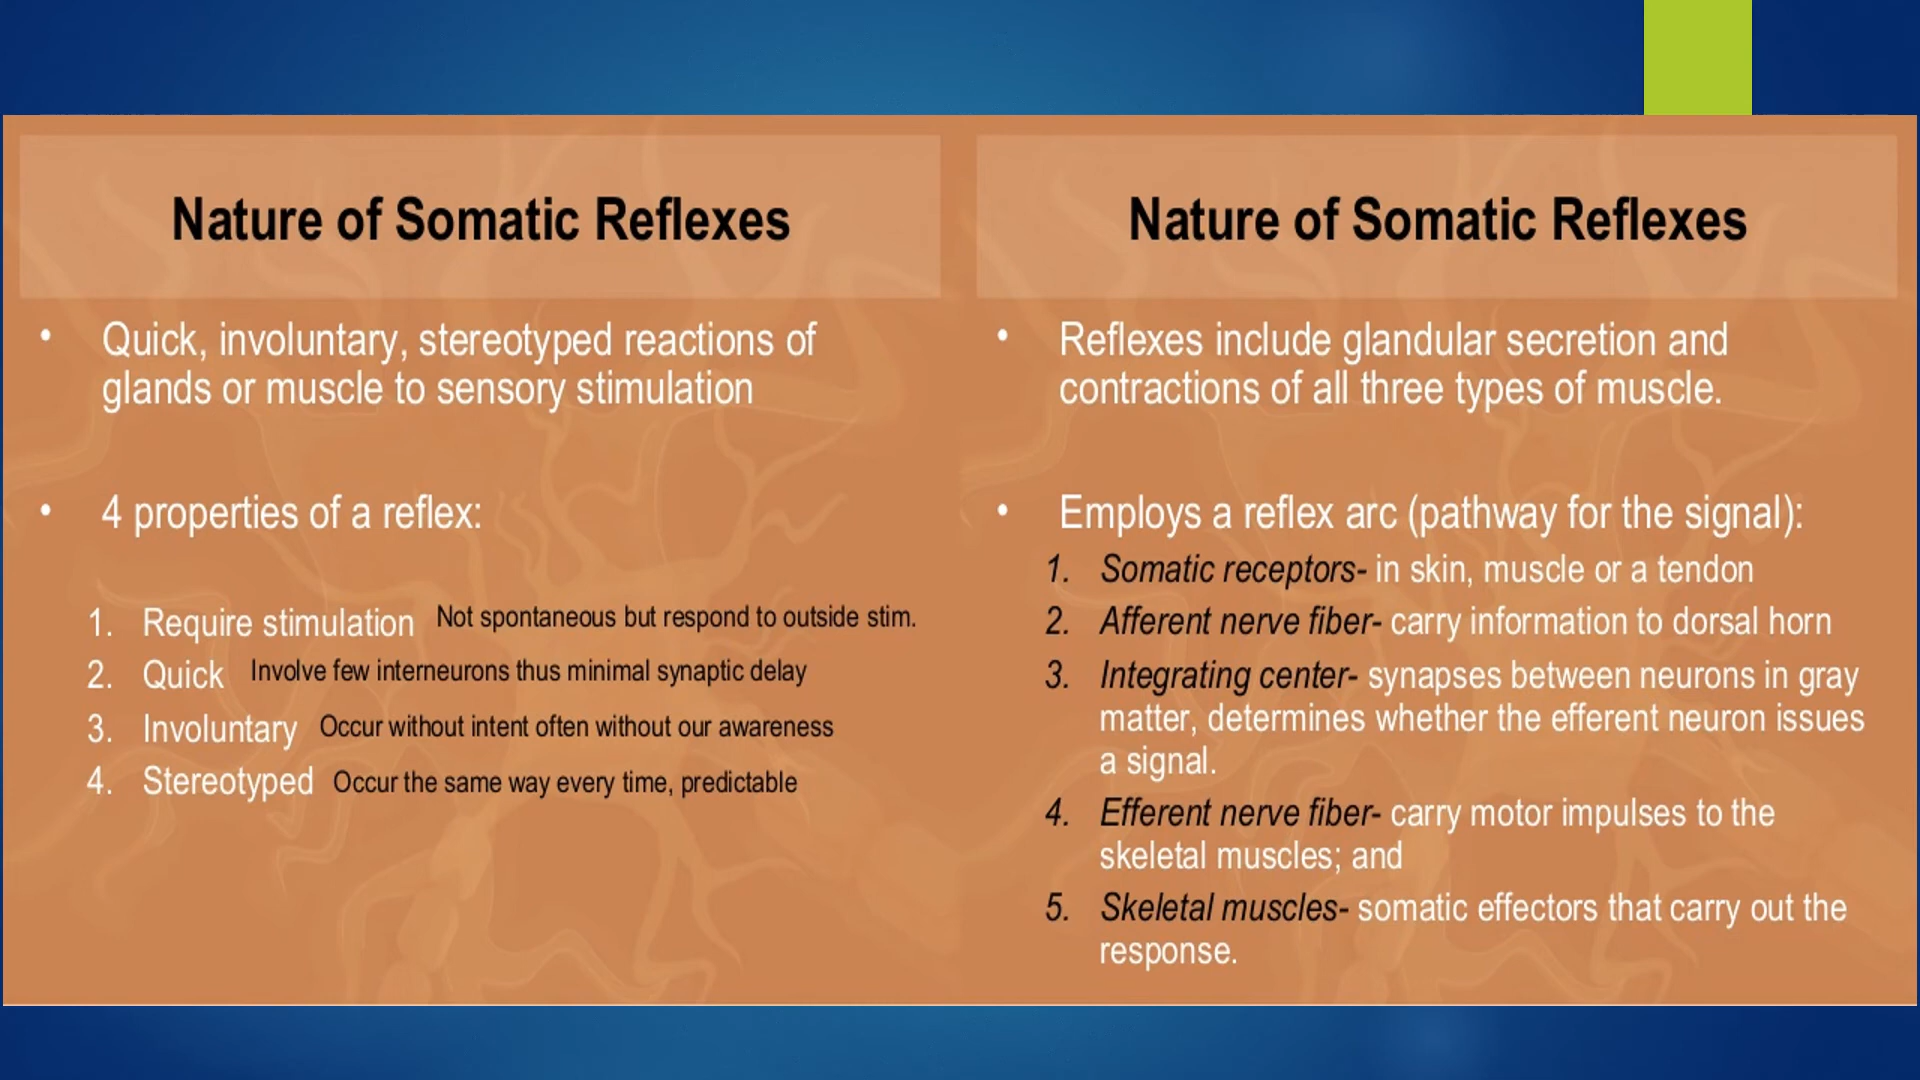 Nature of Somatic Reflexes
• Quick, involuntary, stereotyped reactions of
glands or muscle to sensory stimulation
• 4 properties of a reflex:
1. Require stimulation Not spontaneous but respond to outside stim.
2. Quick Involve few interneurons thus minimal synaptic delay
3. Involuntary Occur without intent often without our awareness
4. Stereotyped Occur the same way every time, predictable
Nature of Somatic Reflexes
• Reflexes include glandular secretion and
contractions of all three types of muscle.
• Employs a reflex arc (pathway for the signal):
1. Somatic receptors- in skin, muscle or a tendon
2. Afferent nerve fiber- carry information to dorsal horn
3. Integrating center- synapses between neurons in gray
matter, determines whether the efferent neuron issues
a signal.
4. Efferent nerve fiber- carry motor impulses to the
skeletal muscles; and
5. Skeletal muscles- somatic effectors that carry out the
response.